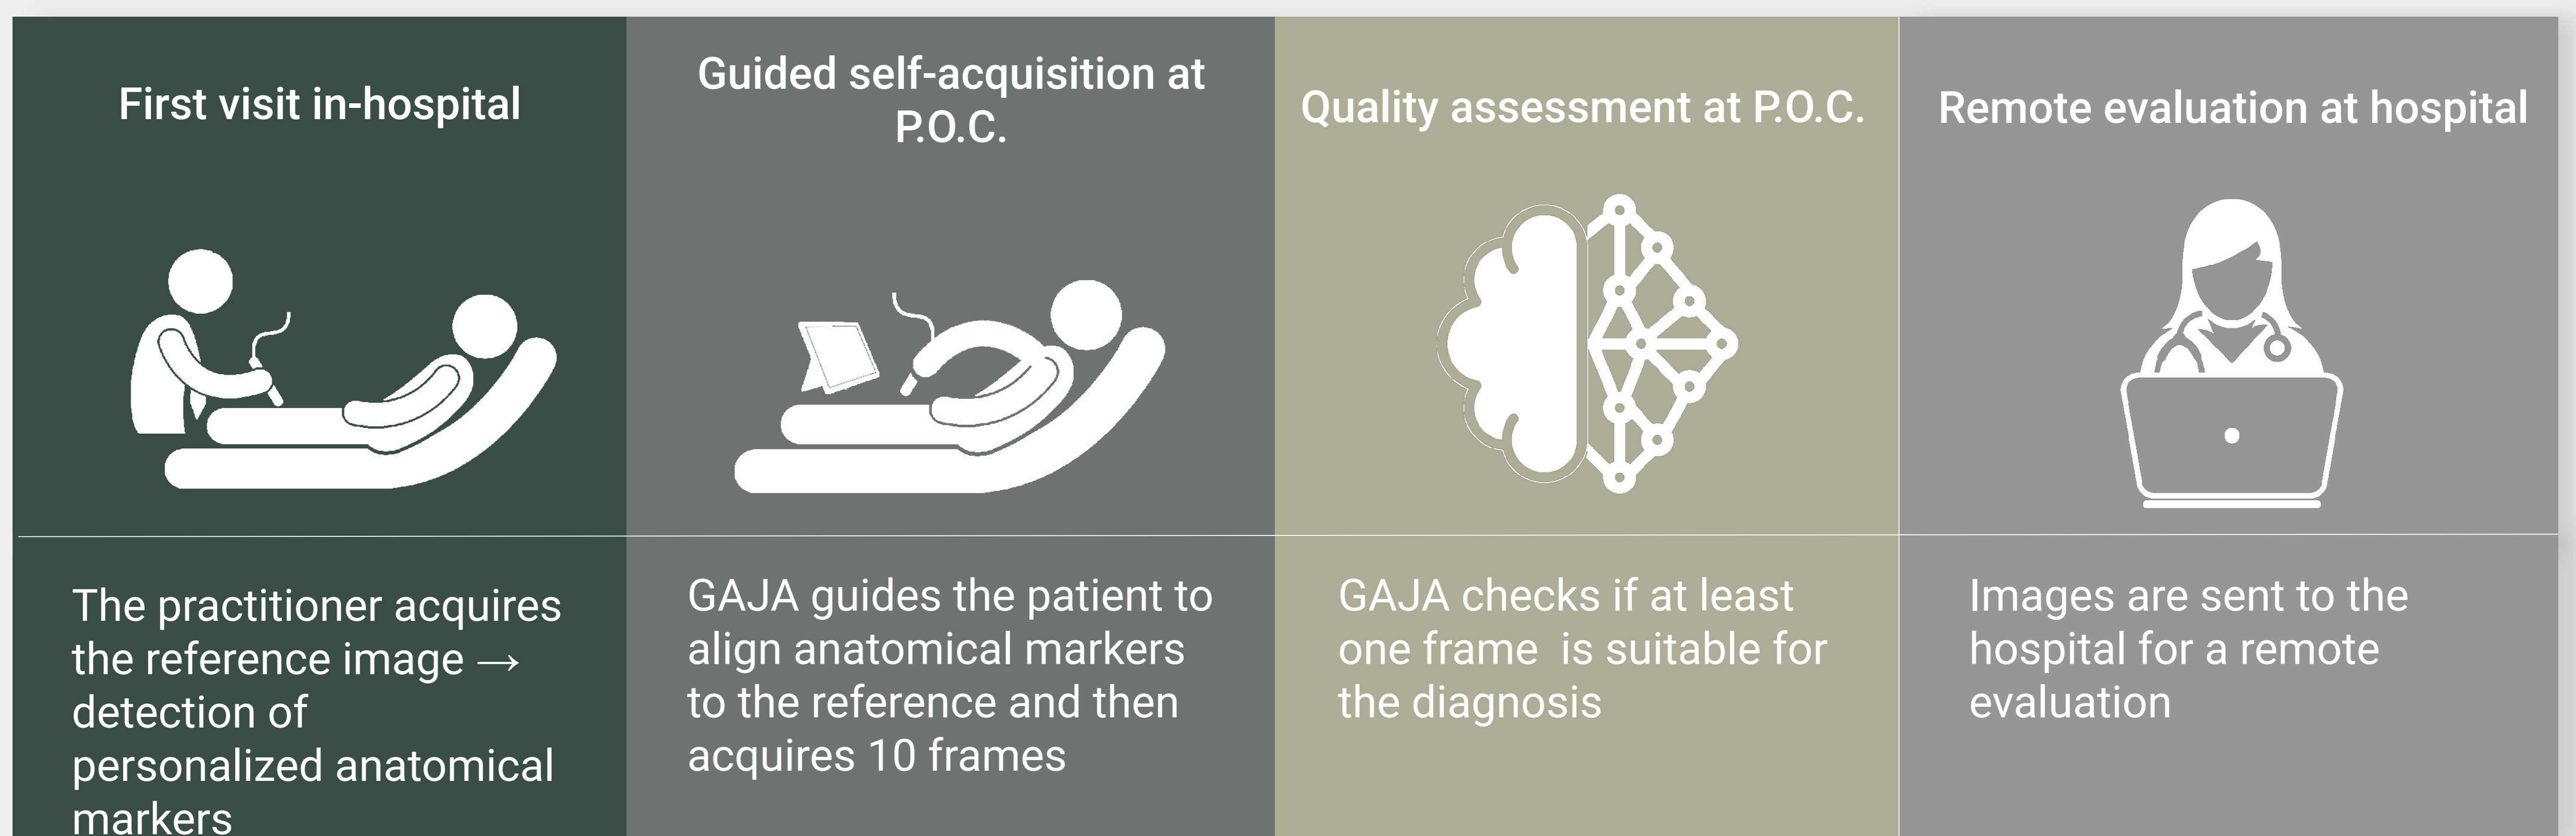 First visit in-hospital
The practitioner acquires
the reference image →
detection of
personalized anatomical
markers
Guided self-acquisition at
P.O.C.
GAJA guides the patient to
align anatomical markers
to the reference and then
acquires 10 frames
Quality assessment at P.O.C.
GAJA checks if at least
one frame  is suitable for
the diagnosis
Remote evaluation at hospital
Images are sent to the
hospital for a remote
evaluation